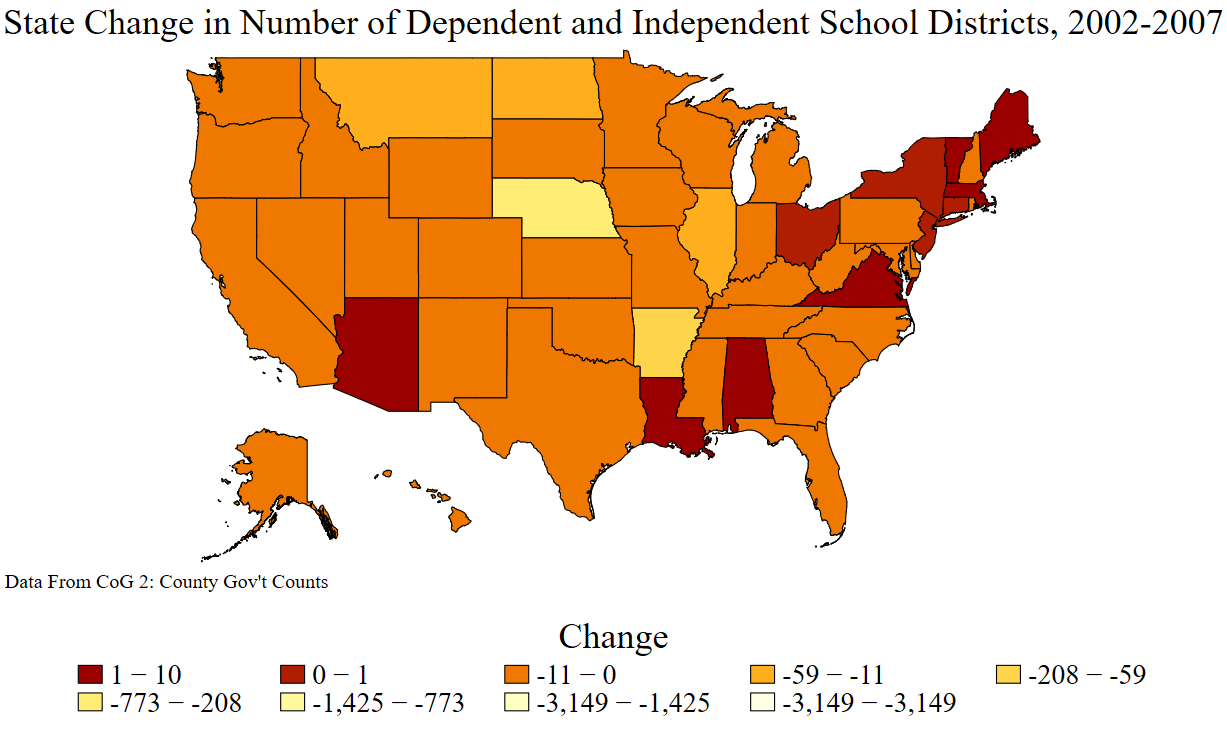 State Change in Number of Dependent and Independent School Districts, 2002-2007
Data From CoG 2: County Gov't Counts
Change
1 − 10 0 − 1 -11 − 0 -59 − -11 -208 − -59
-773 − -208 -1,425 − -773 -3,149 − -1,425 -3,149 − -3,149